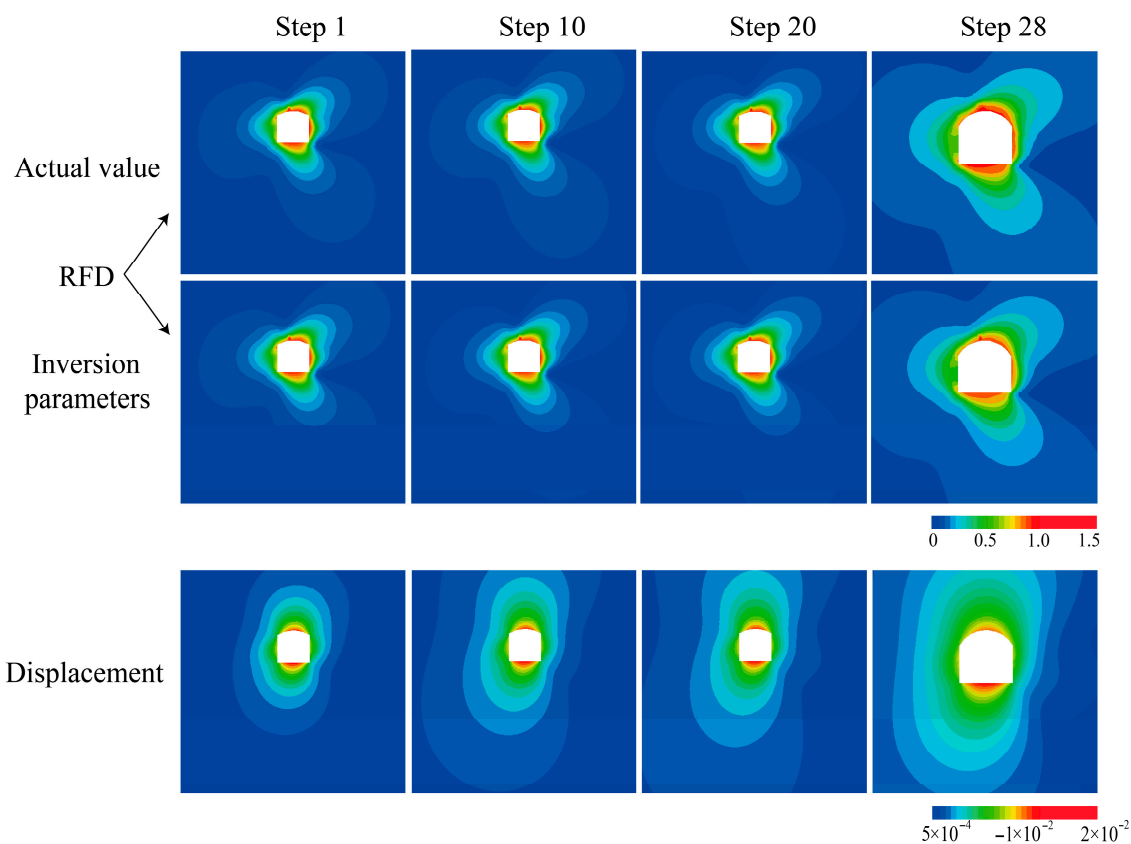 Step 1 Step 10 Step 20 Step 28
Actual value
RFD
Inversion
parameters
0 0.5 1.0 1.5
Displacement
5×10⁻⁴ −1×10⁻² 2×10⁻²